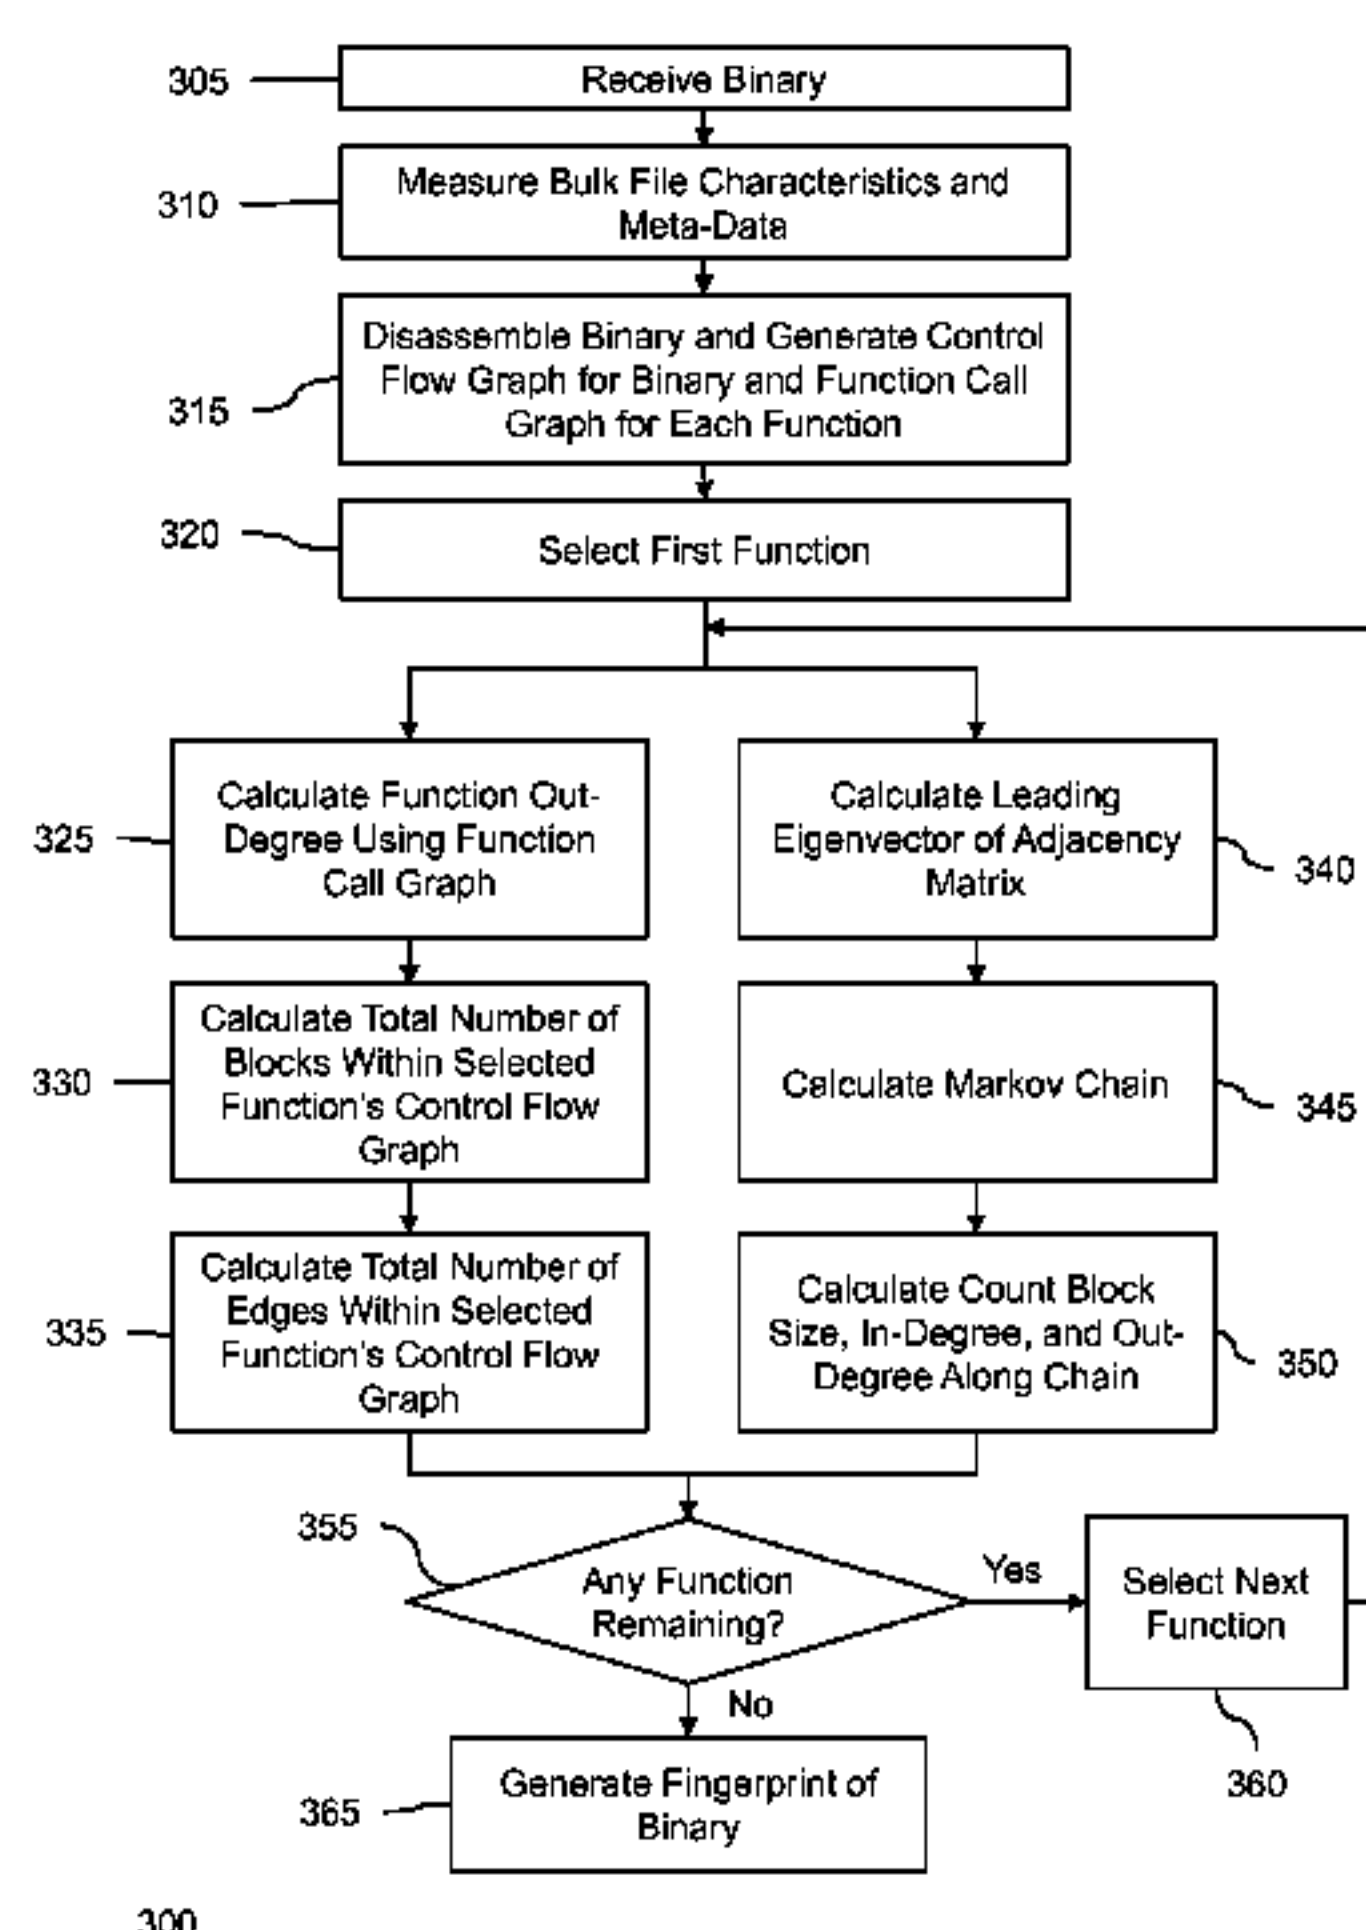 305
Receive Binary
310
Measure Bulk File Characteristics and
Meta-Data
315
Disassemble Binary and Generate Control
Flow Graph for Binary and Function Call
Graph for Each Function
320
Select First Function
325
Calculate Function Out-
Degree Using Function
Call Graph
Calculate Leading
Eigenvector of Adjacency
Matrix
340
330
Calculate Total Number of
Blocks Within Selected
Function's Control Flow
Graph
Calculate Markov Chain
345
335
Calculate Total Number of
Edges Within Selected
Function's Control Flow
Graph
Calculate Count Block
Size, In-Degree, and Out-
Degree Along Chain
350
355
Any Function
Remaining?
Yes
Select Next
Function
360
No
365
Generate Fingerprint of
Binary
300